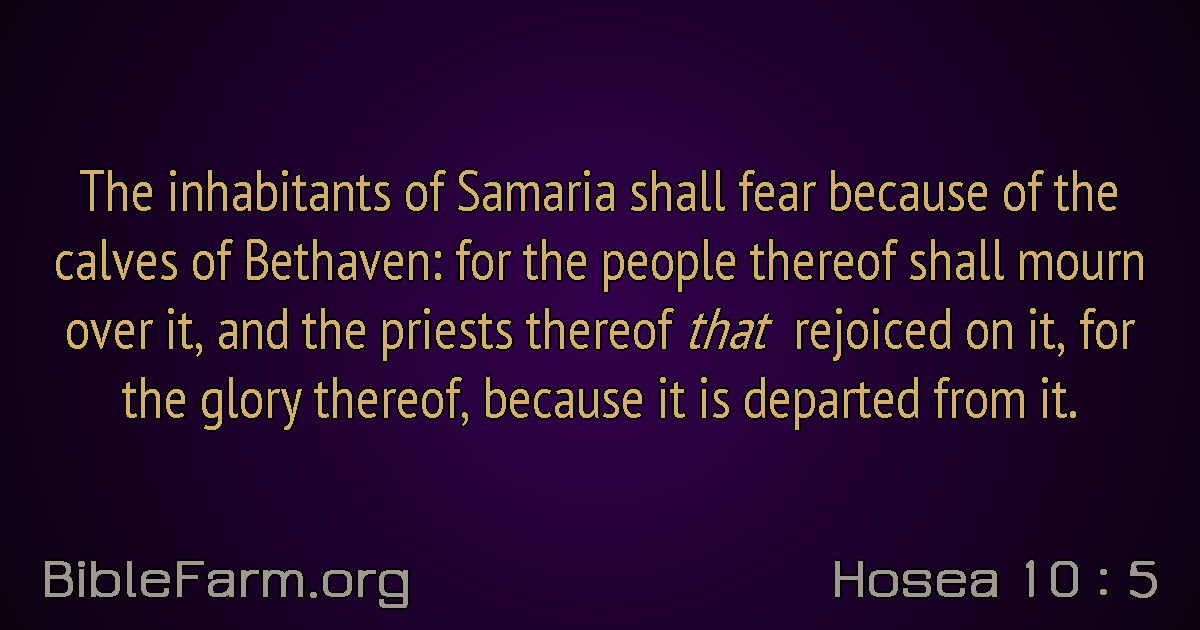 The inhabitants of Samaria shall fear because of the
calves of Bethaven: for the people thereof shall mourn
over it, and the priests thereof that rejoiced on it, for
the glory thereof, because it is departed from it.
BibleFarm.org
Hosea 10 : 5